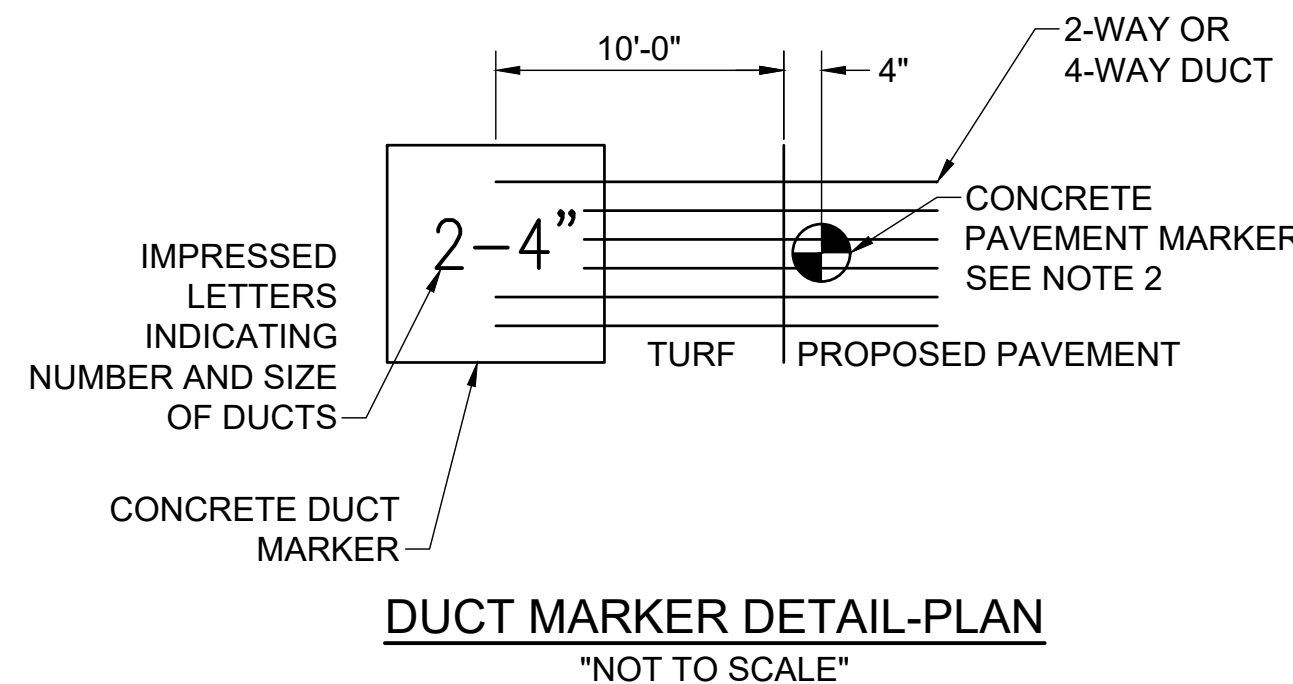 10'-0"
4"
2-WAY OR
4-WAY DUCT
2-4"
CONCRETE
PAVEMENT MARKER
SEE NOTE 2
IMPRESSED
LETTERS
INDICATING
NUMBER AND SIZE
OF DUCTS
TURF
PROPOSED PAVEMENT
CONCRETE DUCT
MARKER
DUCT MARKER DETAIL-PLAN
"NOT TO SCALE"